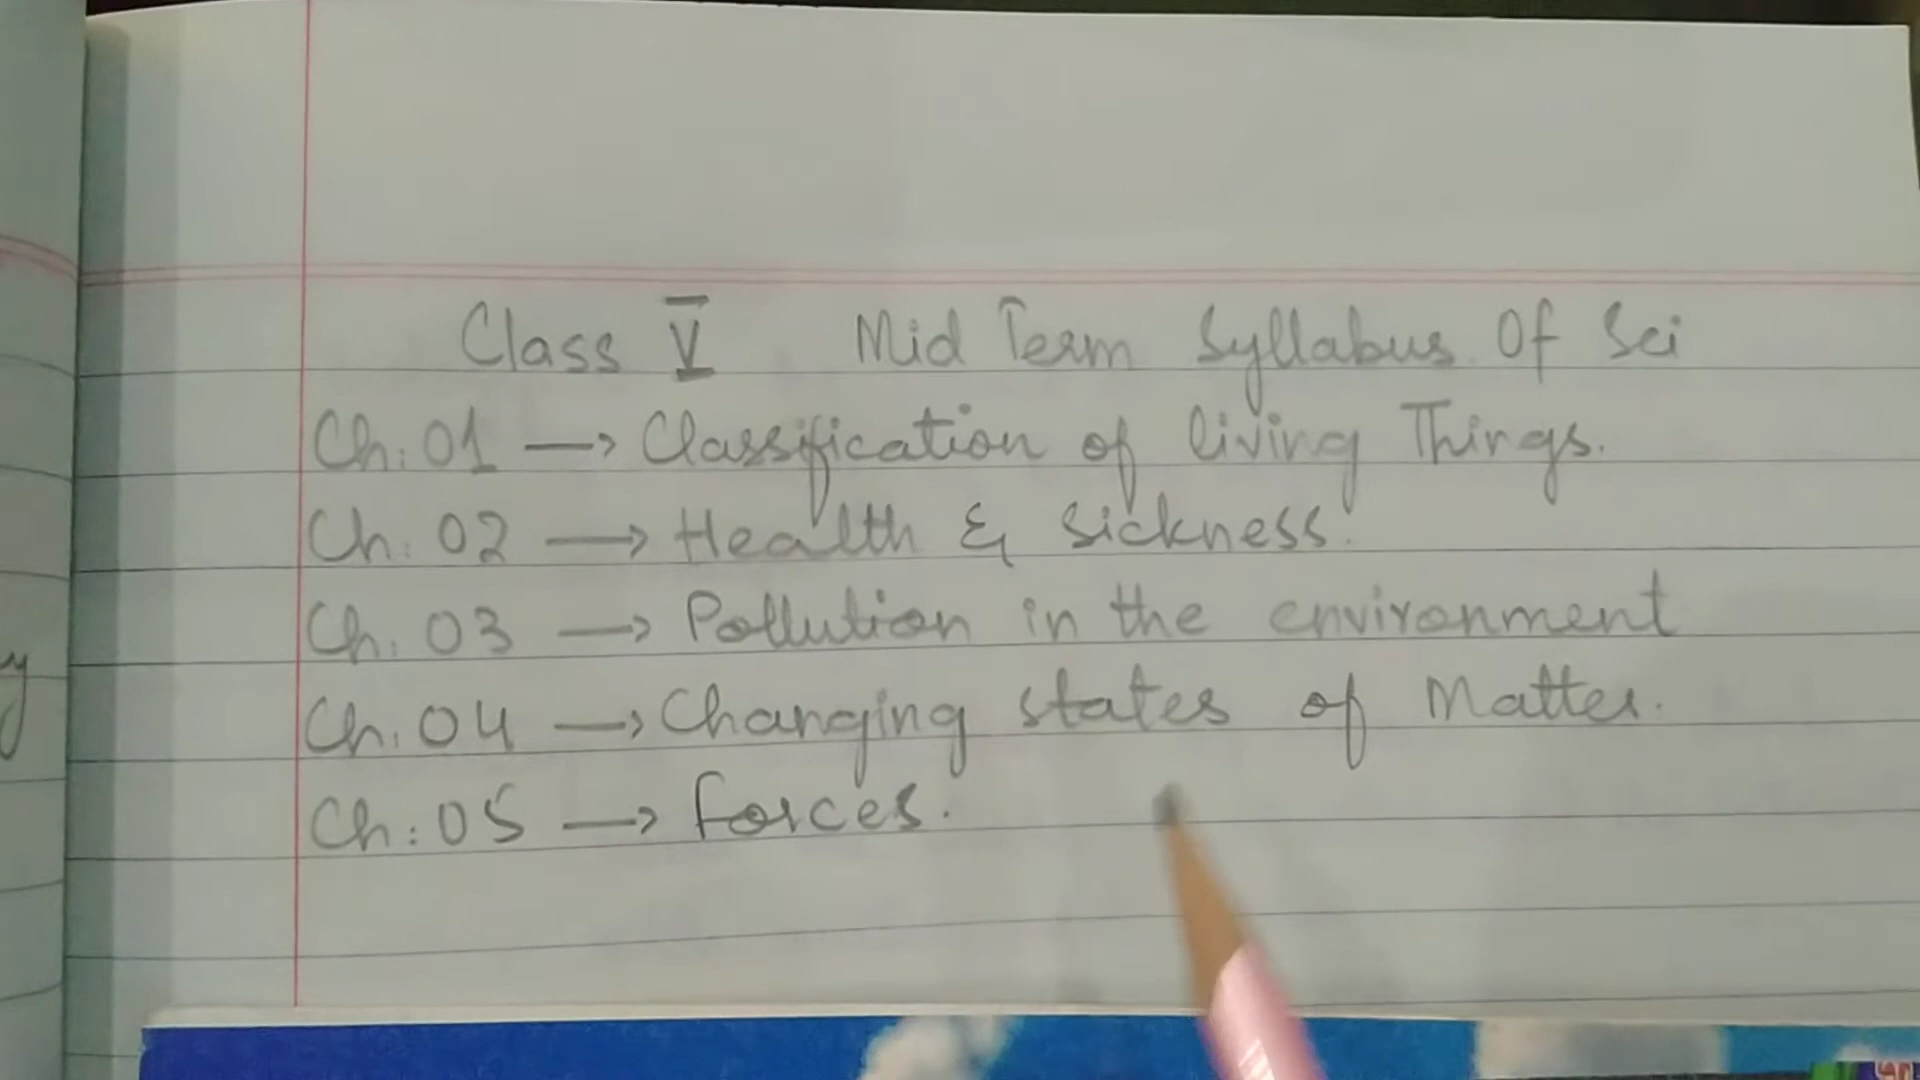 Class V Mid Term Syllabus Of Sci
Ch: 01 → Classification of living Things.
Ch: 02 → Health & Sickness.
Ch: 03 → Pollution in the environment
Ch: 04 → Changing states of Matter.
Ch: 05 → forces.
y